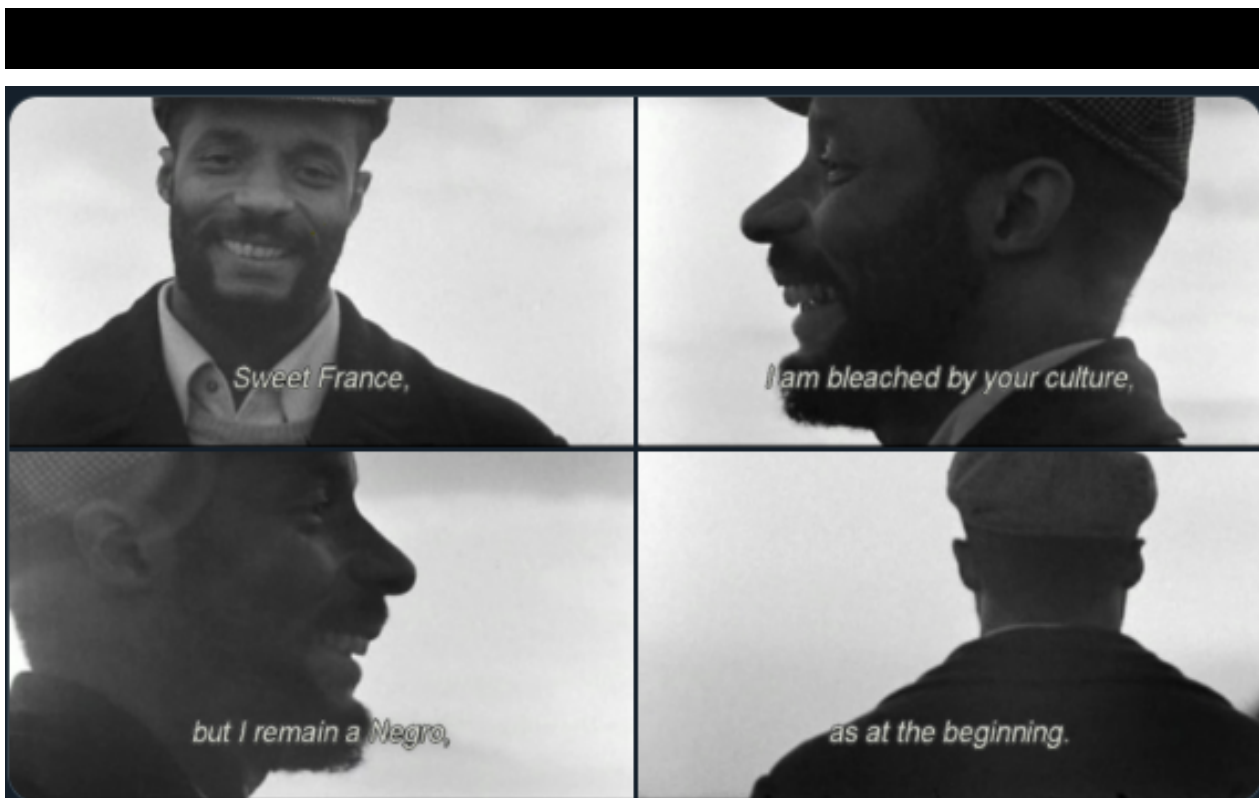 Sweet France,
I am bleached by your culture,
but I remain a Negro,
as at the beginning.